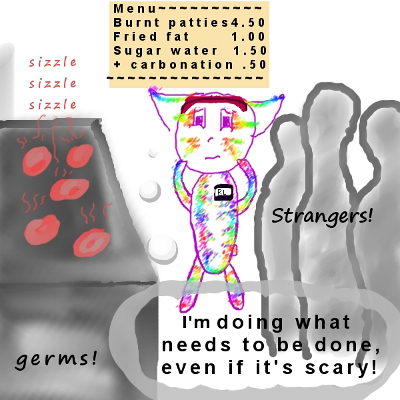 Menu~~~~~~~~~~
Burnt patties4.50
Fried fat 1.00
Sugar water 1.50
+ carbonation .50
~~~~~~~~~~~~~~
sizzle
sizzle
sizzle
Strangers!
I'm doing what
needs to be done,
even if it's scary!
germs!